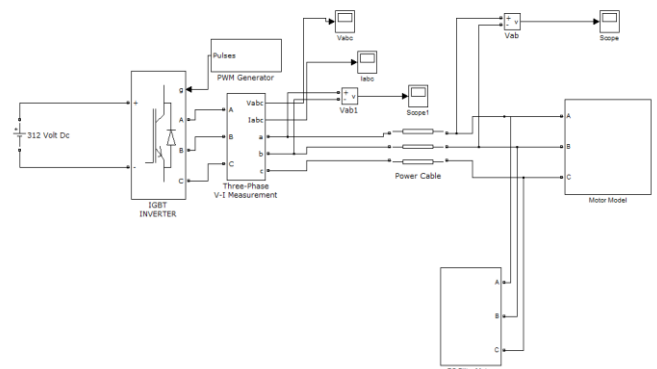 Vabc
Vab
Scope
Pulses
PWM Generator
Iabc
g
Vabc
Iabc
Vab1
Scope1
312 Volt Dc
+
-
A
B
C
A
B
C
a
b
c
+
-
v
+
-
v
A
B
C
IGBT
INVERTER
Three-Phase
V-I Measurement
Power Cable
Motor Model
A
B
C